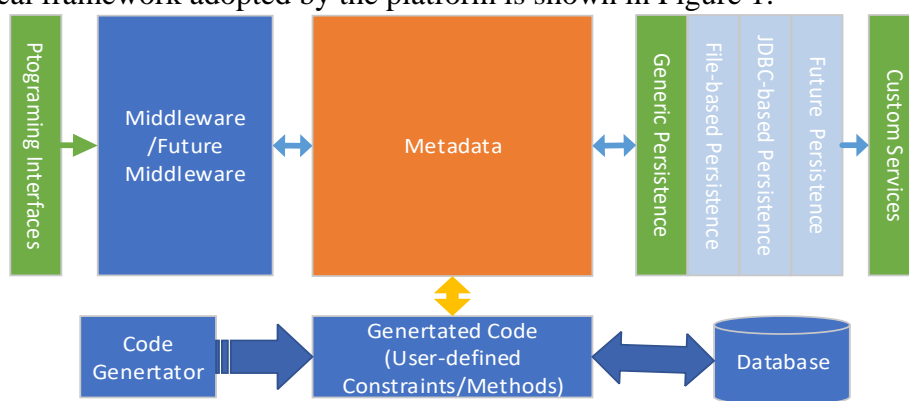 cal framework adopted by the platform is shown in Figure 1.
Ptograming Interfaces
Middleware
/Future
Middleware
Metadata
Generic Persistence
File-based Persistence
JDBC-based Persistence
Future Persistence
Custom Services
Code
Genertator
Genertated Code
(User-defined
Constraints/Methods)
Database